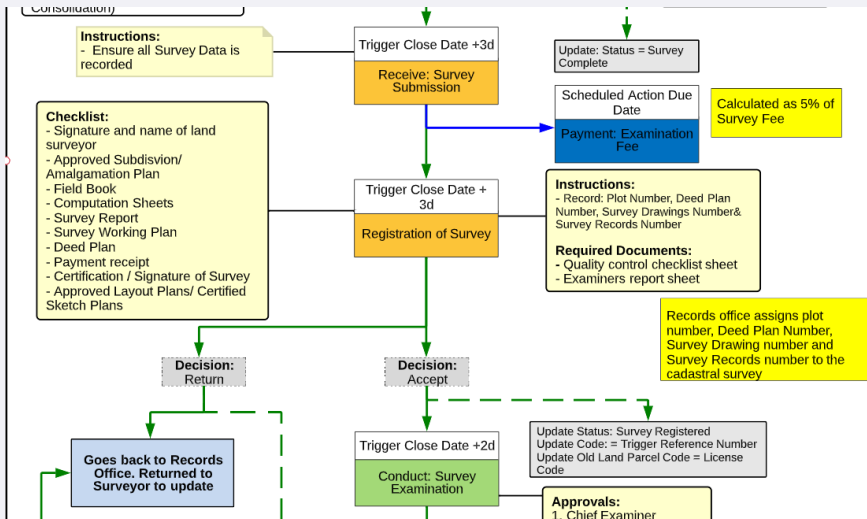 Consolidation)
Instructions:
- Ensure all Survey Data is
recorded
Trigger Close Date +3d
Receive: Survey
Submission
Update: Status = Survey
Complete
Scheduled Action Due
Date
Payment: Examination
Fee
Calculated as 5% of
Survey Fee
Checklist:
- Signature and name of land
surveyor
- Approved Subdivsion/
Amalgamation Plan
- Field Book
- Computation Sheets
- Survey Report
- Survey Working Plan
- Deed Plan
- Payment receipt
- Certification / Signature of Survey
- Approved Layout Plans/ Certified
Sketch Plans
Trigger Close Date +
3d
Registration of Survey
Instructions:
- Record: Plot Number, Deed Plan
Number, Survey Drawings Number&
Survey Records Number
Required Documents:
- Quality control checklist sheet
- Examiners report sheet
Records office assigns plot
number, Deed Plan Number,
Survey Drawing number and
Survey Records number to the
cadastral survey
Decision:
Return
Decision:
Accept
Goes back to Records
Office. Returned to
Surveyor to update
Trigger Close Date +2d
Conduct: Survey
Examination
Update Status: Survey Registered
Update Code: = Trigger Reference Number
Update Old Land Parcel Code = License
Code
Approvals:
1. Chief Examiner